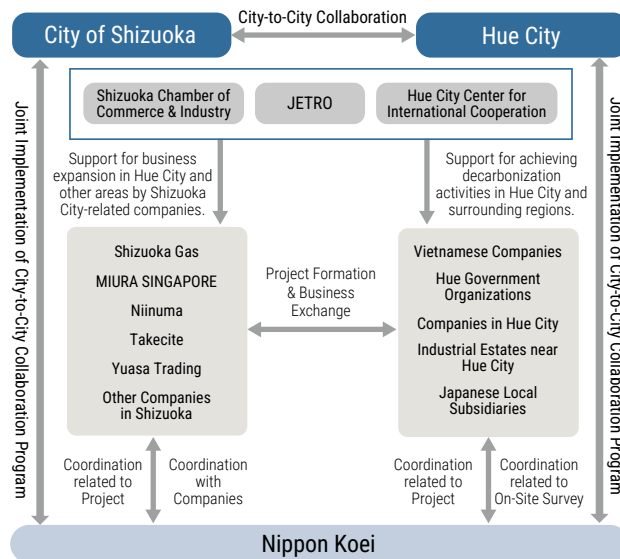 City of Shizuoka
City-to-City Collaboration
Hue City
Shizuoka Chamber of
Commerce & Industry
JETRO
Hue City Center for
International Cooperation
Joint Implementation of City-to-City Collaboration Program
Support for business
expansion in Hue City and
other areas by Shizuoka
City-related companies.
Support for achieving
decarbonization
activities in Hue City and
surrounding regions.
Joint Implementation of City-to-City Collaboration Program
Shizuoka Gas
MIURA SINGAPORE
Niinuma
Takecite
Yuasa Trading
Other Companies
in Shizuoka
Project Formation
& Business
Exchange
Vietnamese Companies
Hue Government
Organizations
Companies in Hue City
Industrial Estates near
Hue City
Japanese Local
Subsidiaries
Coordination
related to
Project
Coordination
with
Companies
Coordination
related to
Project
Coordination
related to
On-Site Survey
Nippon Koei